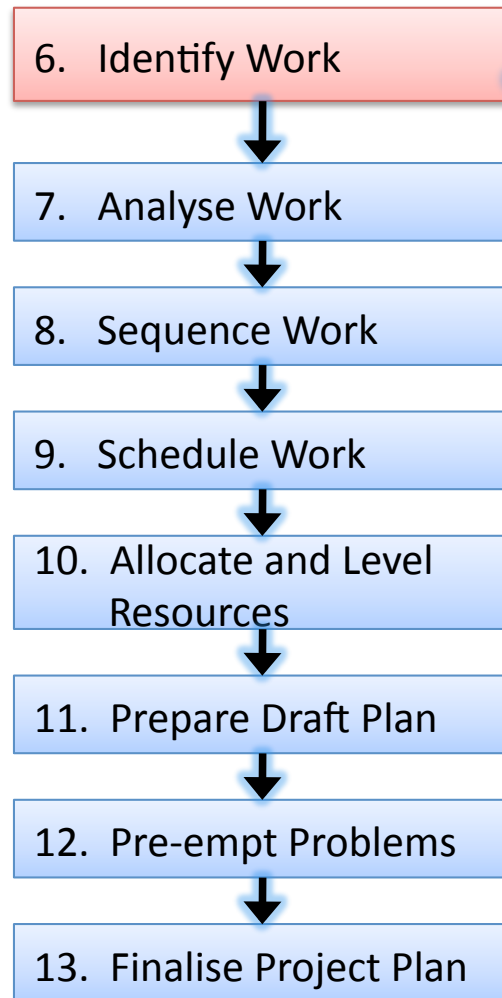 6. Identify Work
7. Analyse Work
8. Sequence Work
9. Schedule Work
10. Allocate and Level
Resources
11. Prepare Draft Plan
12. Pre-empt Problems
13. Finalise Project Plan